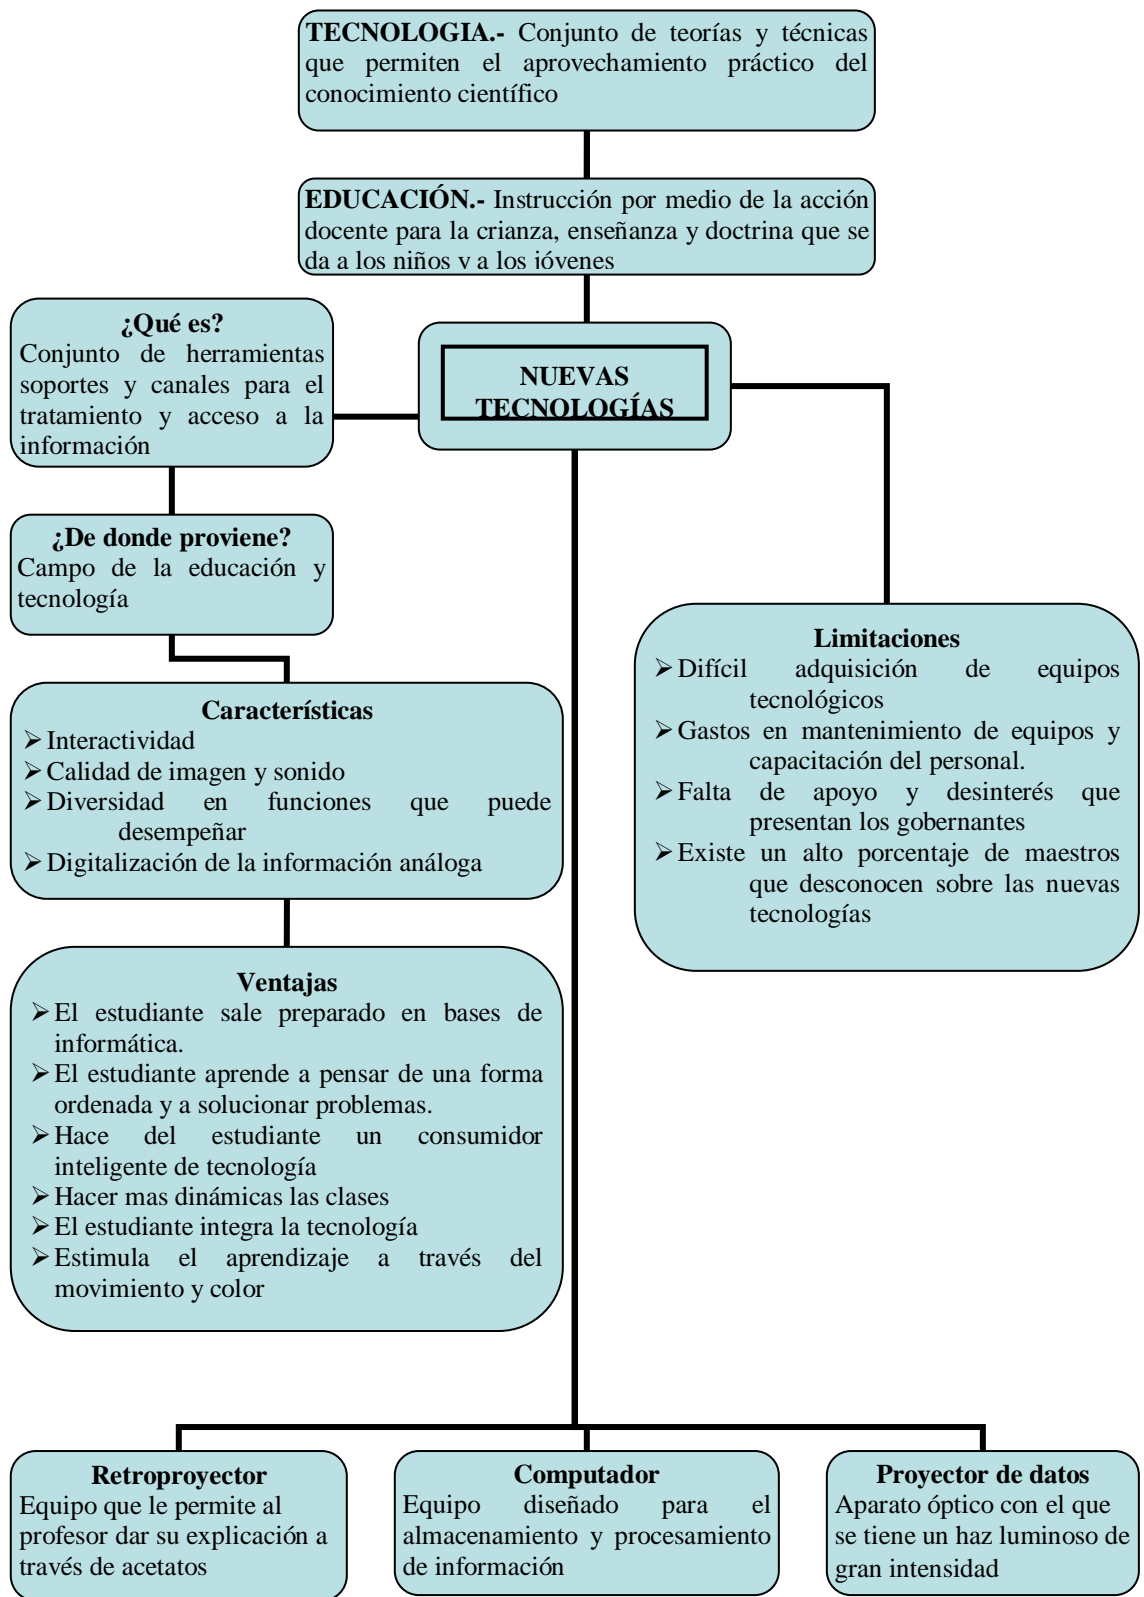 TECNOLOGIA.- Conjunto de teorías y técnicas
que permiten el aprovechamiento práctico del
conocimiento científico
EDUCACIÓN.- Instrucción por medio de la acción
docente para la crianza, enseñanza y doctrina que se
da a los niños y a los jóvenes
¿Qué es?
Conjunto de herramientas
soportes y canales para el
tratamiento y acceso a la
información
NUEVAS
TECNOLOGÍAS
¿De donde proviene?
Campo de la educación y
tecnología
Características
➢ Interactividad
➢ Calidad de imagen y sonido
➢ Diversidad en funciones que puede
desempeñar
➢ Digitalización de la información análoga
Limitaciones
➢ Difícil adquisición de equipos
tecnológicos
➢ Gastos en mantenimiento de equipos y
capacitación del personal.
➢ Falta de apoyo y desinterés que
presentan los gobernantes
➢ Existe un alto porcentaje de maestros
que desconocen sobre las nuevas
tecnologías
Ventajas
➢ El estudiante sale preparado en bases de
informática.
➢ El estudiante aprende a pensar de una forma
ordenada y a solucionar problemas.
➢ Hace del estudiante un consumidor
inteligente de tecnología
➢ Hacer mas dinámicas las clases
➢ El estudiante integra la tecnología
➢ Estimula el aprendizaje a través del
movimiento y color
Retroproyector
Equipo que le permite al
profesor dar su explicación a
través de acetatos
Computador
Equipo diseñado para el
almacenamiento y procesamiento
de información
Proyector de datos
Aparato óptico con el que
se tiene un haz luminoso de
gran intensidad